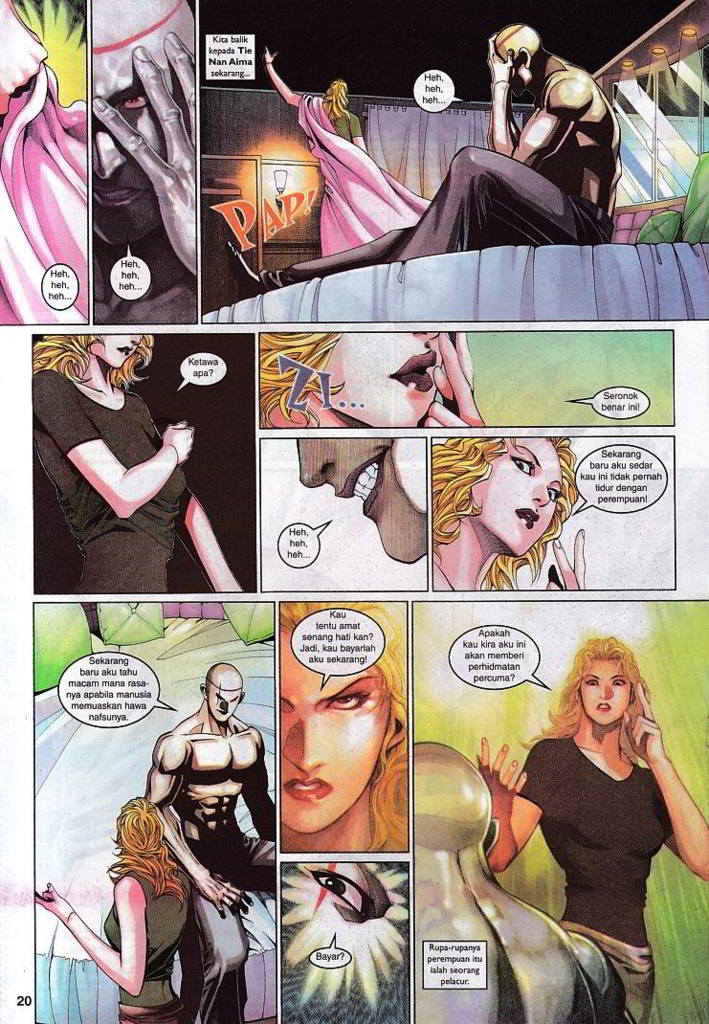 Heh,
heh,
heh...
Heh,
heh,
heh...
Kita balik
kepada Tie
Nan Aima
sekarang...
Heh,
heh,
heh...
PAP!
Ketawa
apa?
ZI...
Seronok
benar ini!
Heh,
heh,
heh...
Sekarang
baru aku sedar
kau ini tidak pernah
tidur dengan
perempuan!
Sekarang baru aku tahu
macam mana rasa-
nya apabila manusia
memuaskan hawa
nafsunya.
Kau
tentu amat
senang hati kan?
Jadi, kau bayarlah
aku sekarang!
Bayar?
Apakah
kau kira aku ini
akan memberi
perhidmatan
percuma?
Rupa-rupanya
perempuan itu
ialah seorang
pelacur.
20